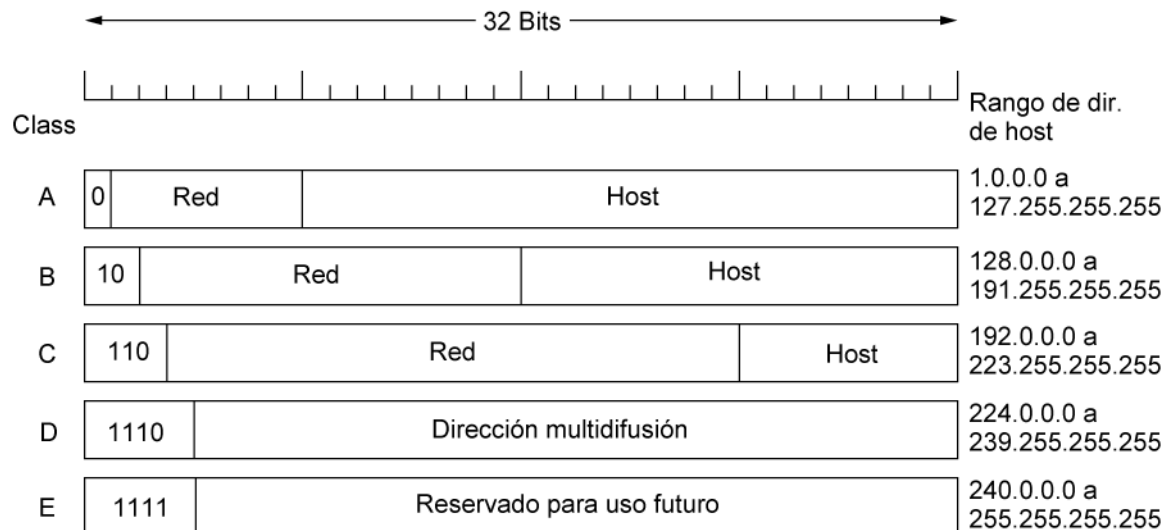 32 Bits
Class
Rango de dir.
de host
A
0
Red
Host
1.0.0.0 a
127.255.255.255
B
10
Red
Host
128.0.0.0 a
191.255.255.255
C
110
Red
Host
192.0.0.0 a
223.255.255.255
D
1110
Dirección multidifusión
224.0.0.0 a
239.255.255.255
E
1111
Reservado para uso futuro
240.0.0.0 a
255.255.255.255